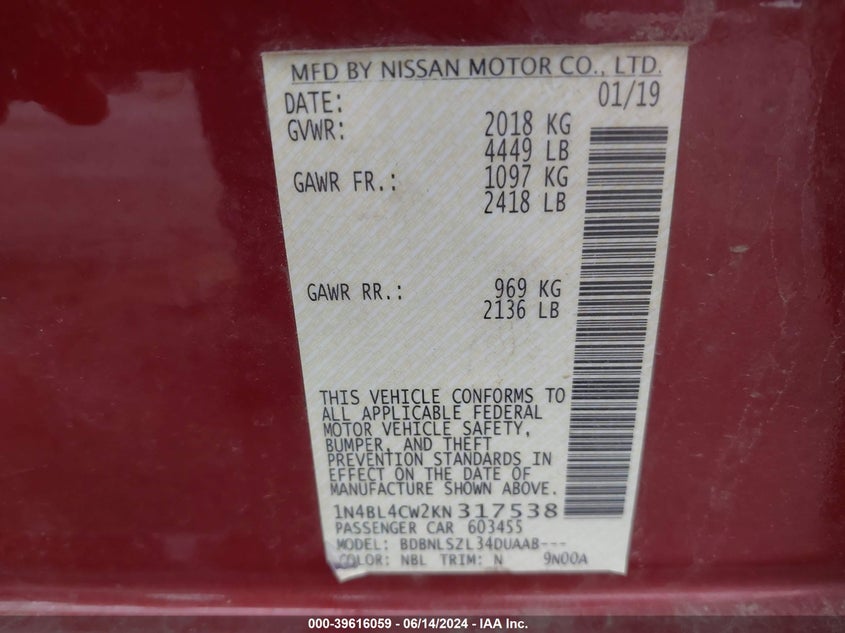 MFD BY NISSAN MOTOR CO., LTD.
DATE: 01/19
GVWR: 2018 KG
4449 LB
GAWR FR.: 1097 KG
2418 LB
GAWR RR.: 969 KG
2136 LB
THIS VEHICLE CONFORMS TO
ALL APPLICABLE FEDERAL
MOTOR VEHICLE SAFETY,
BUMPER, AND THEFT
PREVENTION STANDARDS IN
EFFECT ON THE DATE OF
MANUFACTURE SHOWN ABOVE.
1N4BL4CW2KN317538
PASSENGER CAR 603455
MODEL: BDBNLSZL34DUAAB---
COLOR: NBL TRIM: N 9N00A
000-39616059 - 06/14/2024 - IAA Inc.